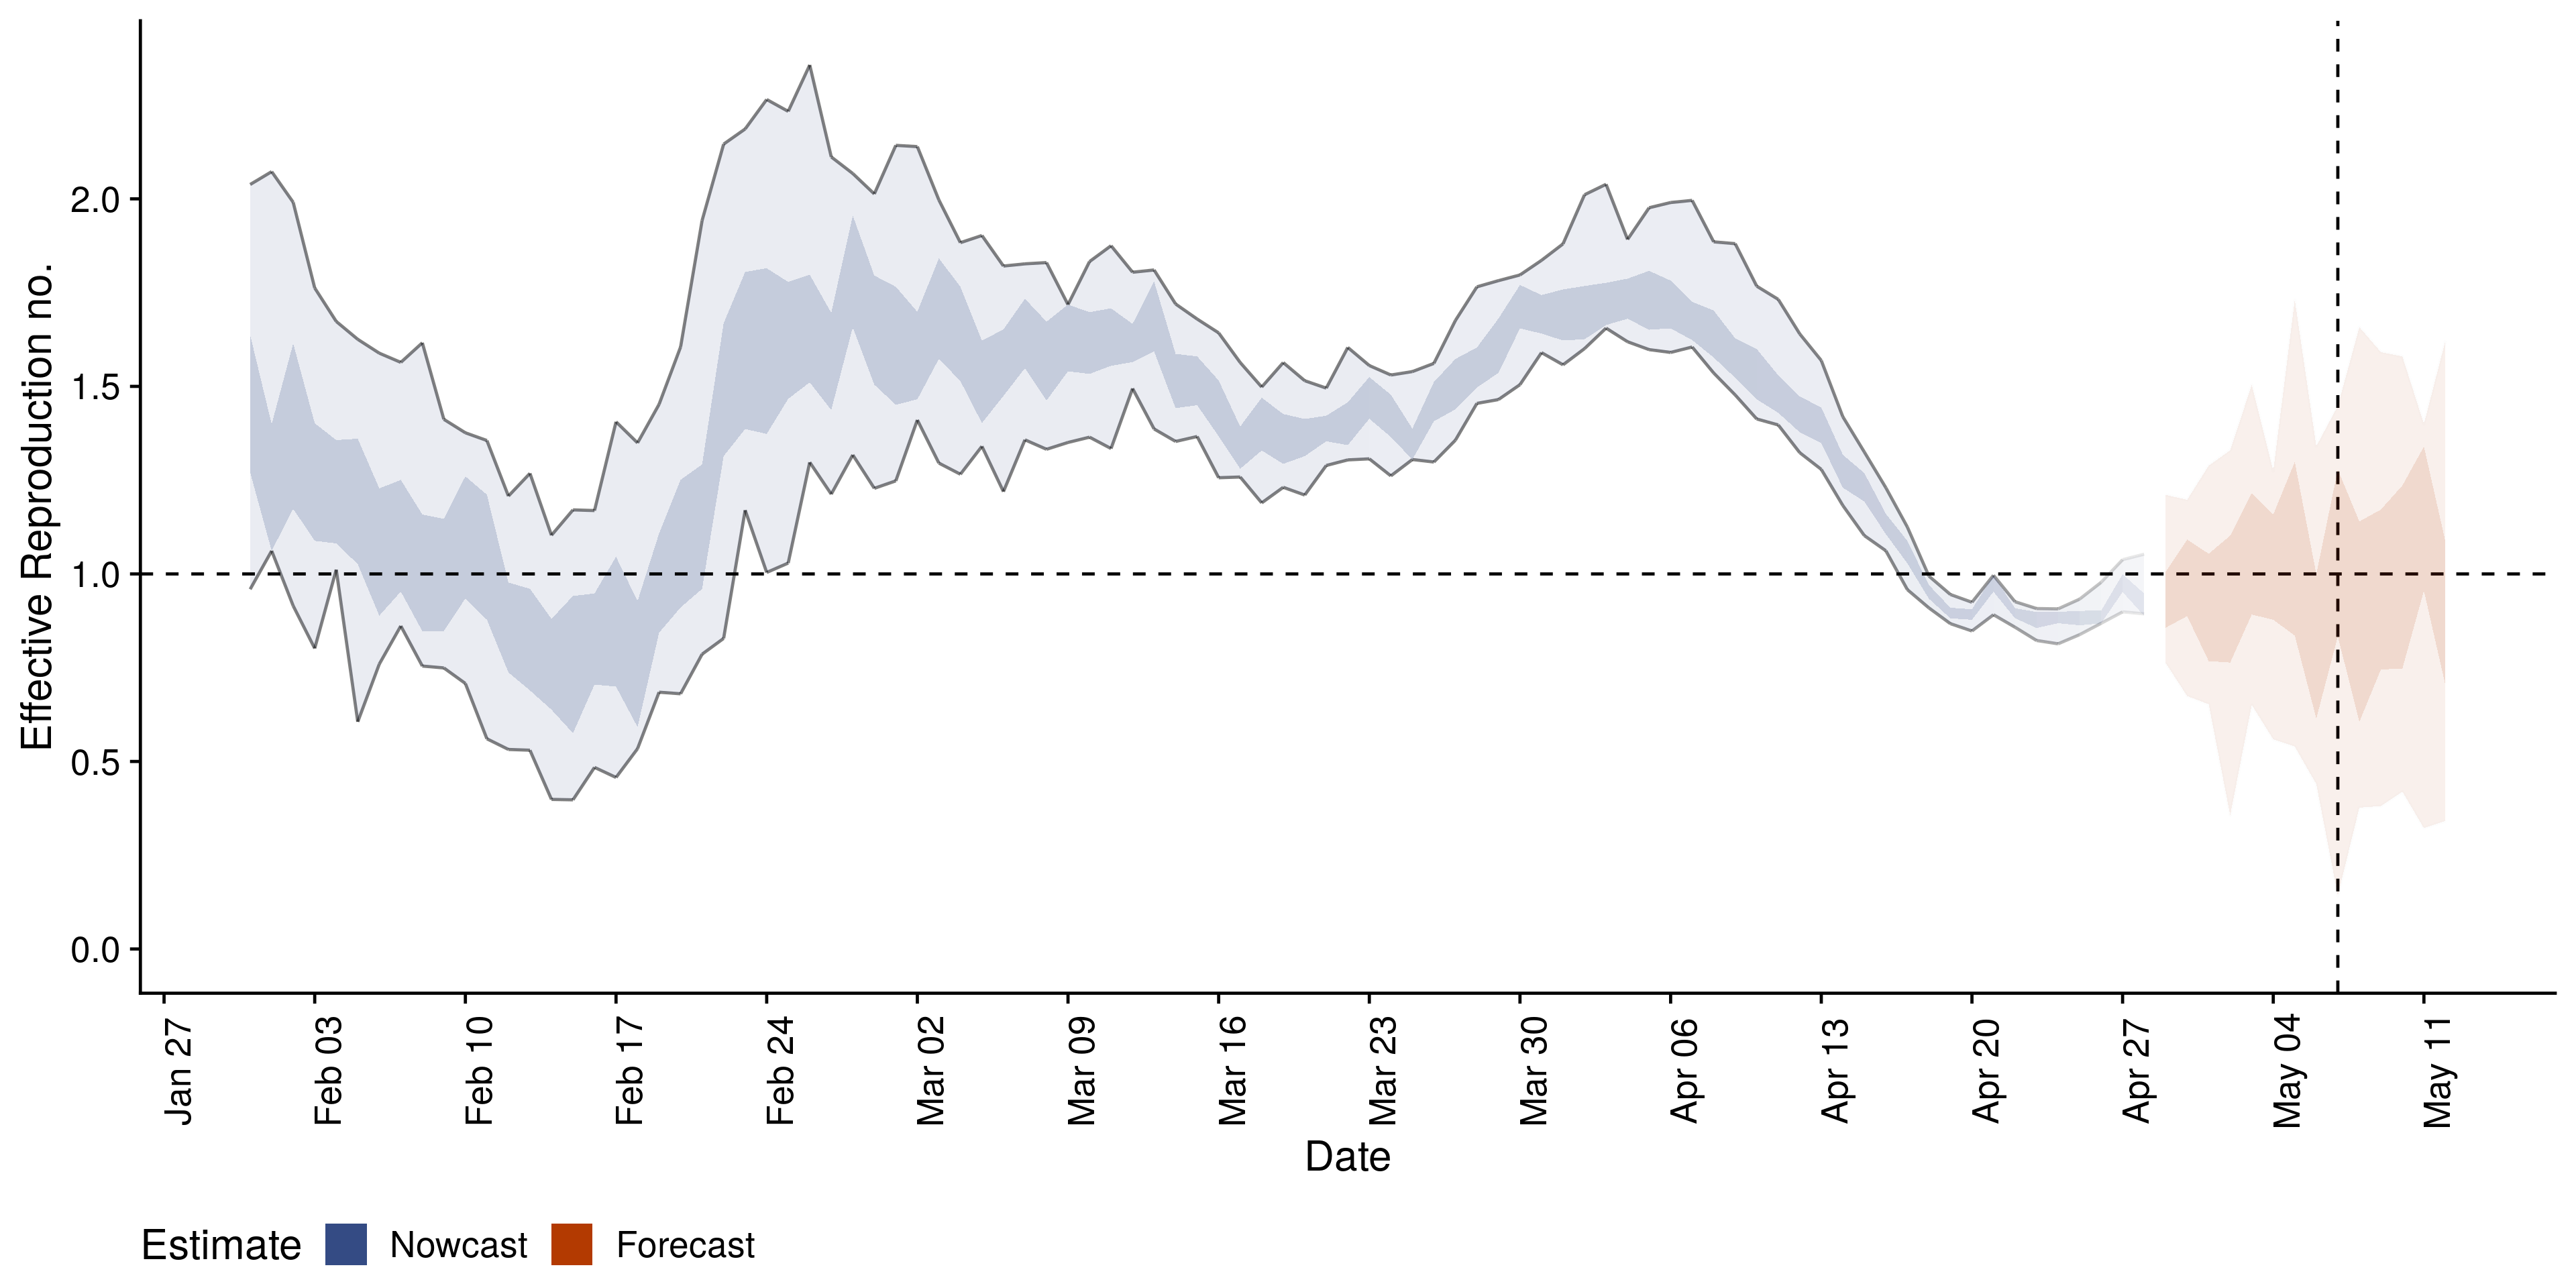 Effective Reproduction no.
2.0
1.5
1.0
0.5
0.0
Jan 27
Feb 03
Feb 10
Feb 17
Feb 24
Mar 02
Mar 09
Mar 16
Mar 23
Mar 30
Apr 06
Apr 13
Apr 20
Apr 27
May 04
May 11
Date
Estimate Nowcast Forecast